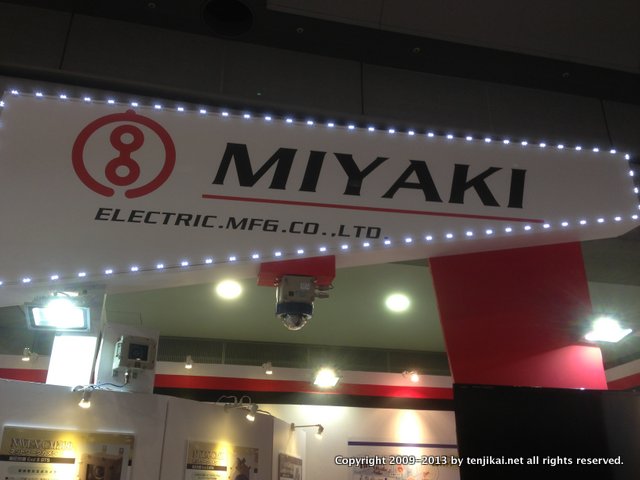 MIYAKI
ELECTRIC.MFG.CO.,LTD.
Copyright 2009-2013 by tenjikai.net all rights reserved.